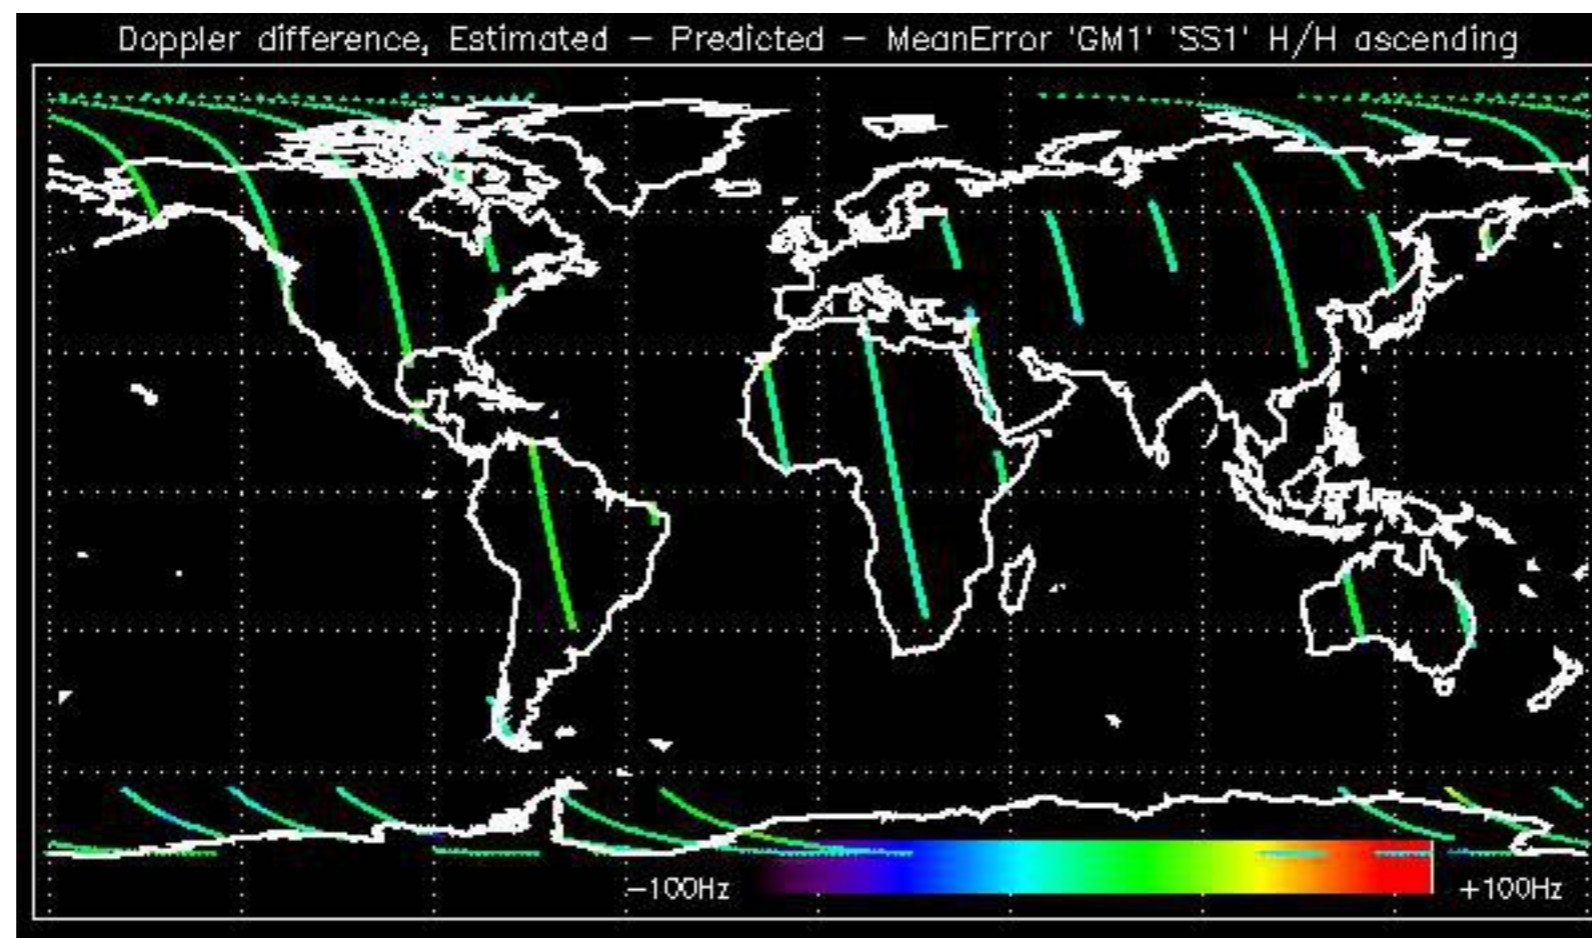 Doppler difference, Estimated – Predicted – MeanError 'GM1' 'SS1' H/H ascending
–100Hz
+100Hz